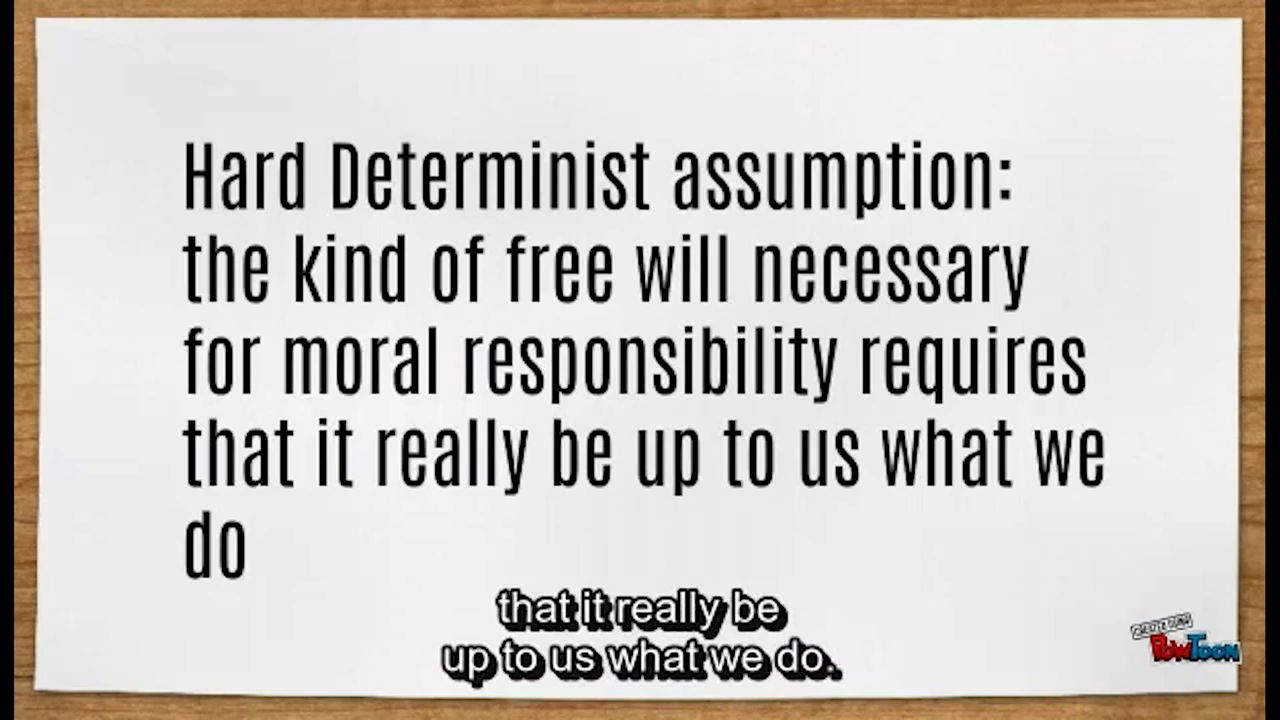 Hard Determinist assumption:
the kind of free will necessary
for moral responsibility requires
that it really be up to us what we
do
that it really be
up to us what we do.
PowToon